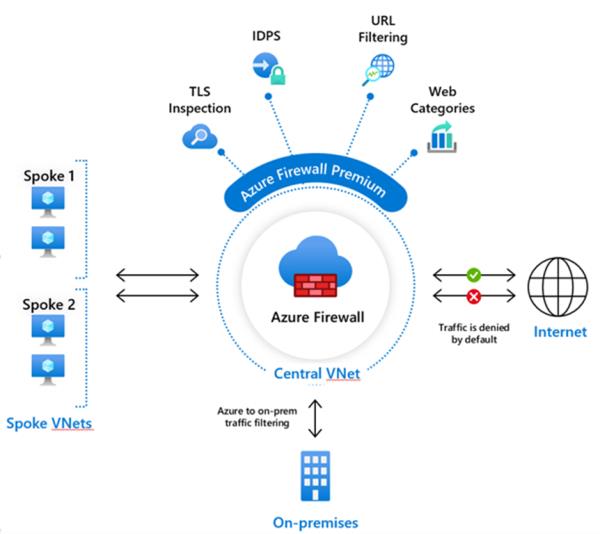 IDPS
URL
Filtering
TLS
Inspection
Web
Categories
Azure Firewall Premium
Spoke 1
Spoke 2
Spoke VNets
Azure Firewall
Central VNet
Traffic is denied
by default
Internet
Azure to on-prem
traffic filtering
On-premises